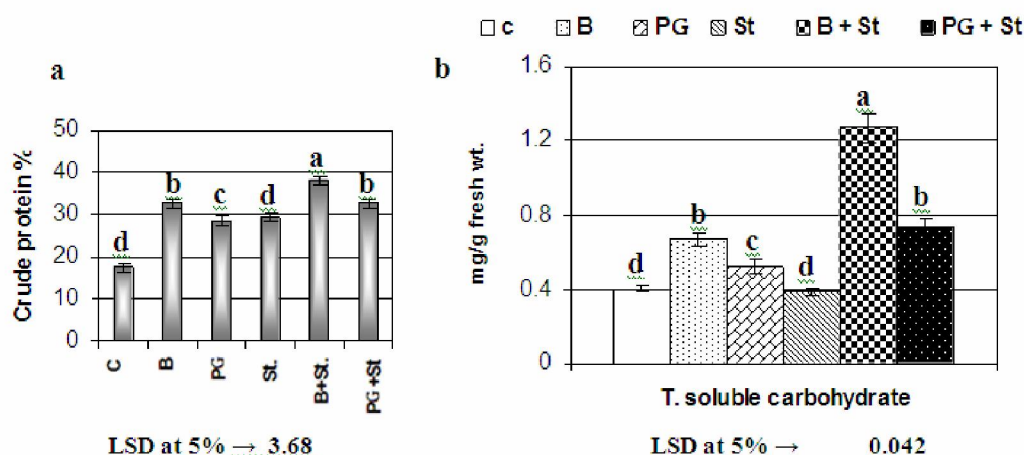 c B PG St B + St PG + St
a
b
Crude protein %
50
40
30
20
10
0
d b c d a b
C B PG St. B+St. PG +St
LSD at 5% → 3.68
mg/g fresh wt.
1.6
1.2
0.8
0.4
0
d b c d a b
T. soluble carbohydrate
LSD at 5% → 0.042